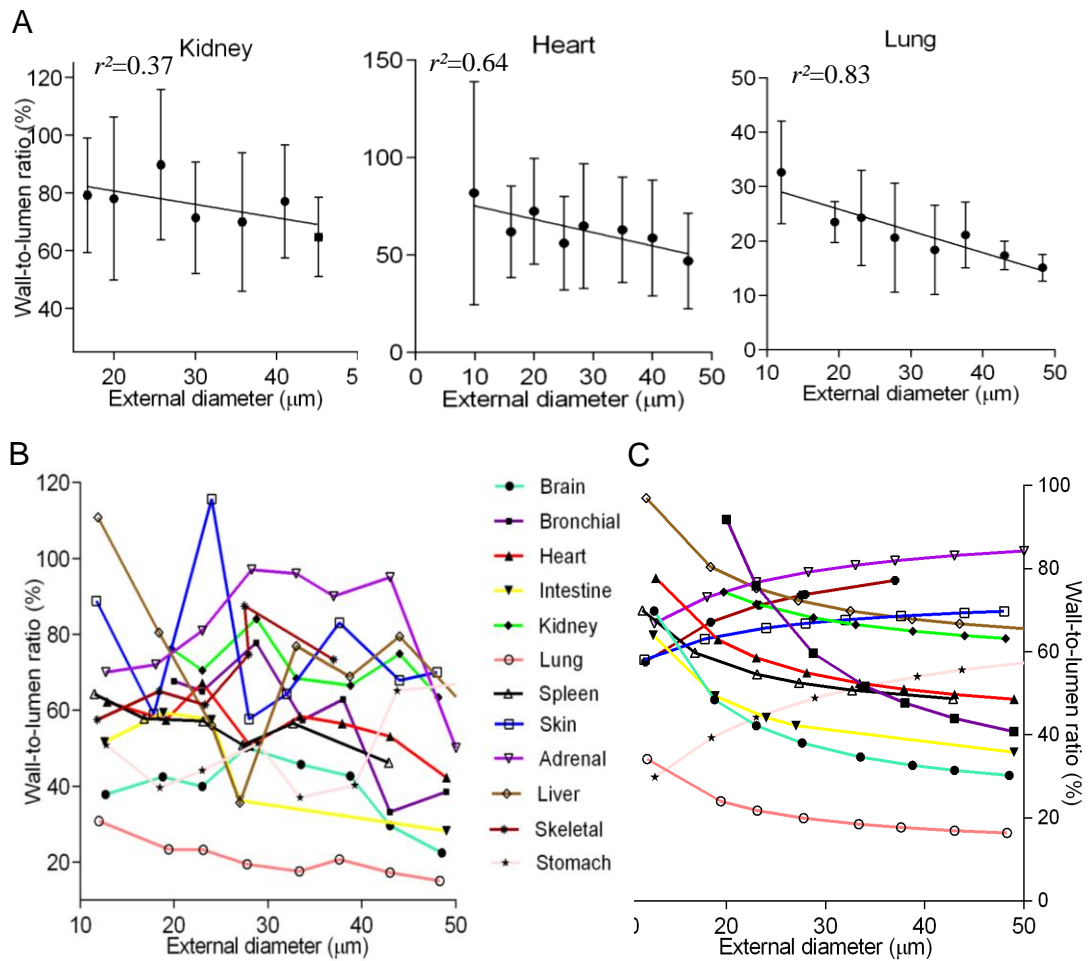 A
Kidney
r²=0.37
Wall-to-lumen ratio (%)
120
100
80
60
40
20
30
40
5
External diameter (μm)
Heart
r²=0.64
150
100
50
0
0
10
20
30
40
50
External diameter (μm)
Lung
r²=0.83
50
40
30
20
10
0
10
20
30
40
50
External diameter (μm)
B
Wall-to-lumen ratio (%)
120
100
80
60
40
20
10
20
30
40
50
External diameter (μm)
Brain
Bronchial
Heart
Intestine
Kidney
Lung
Spleen
Skin
Adrenal
Liver
Skeletal
Stomach
C
100
80
60
40
20
0
Wall-to-lumen ratio (%)
0
20
30
40
50
External diameter (μm)